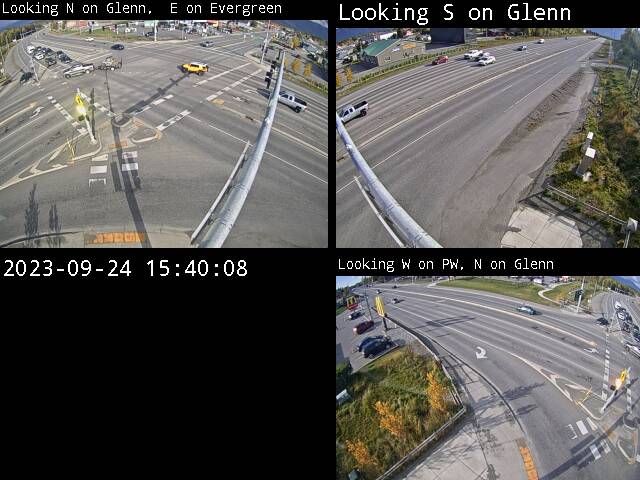 Looking N on Glenn,  E on Evergreen
Looking S on Glenn
2023-09-24 15:40:08
Looking W on PW, N on Glenn